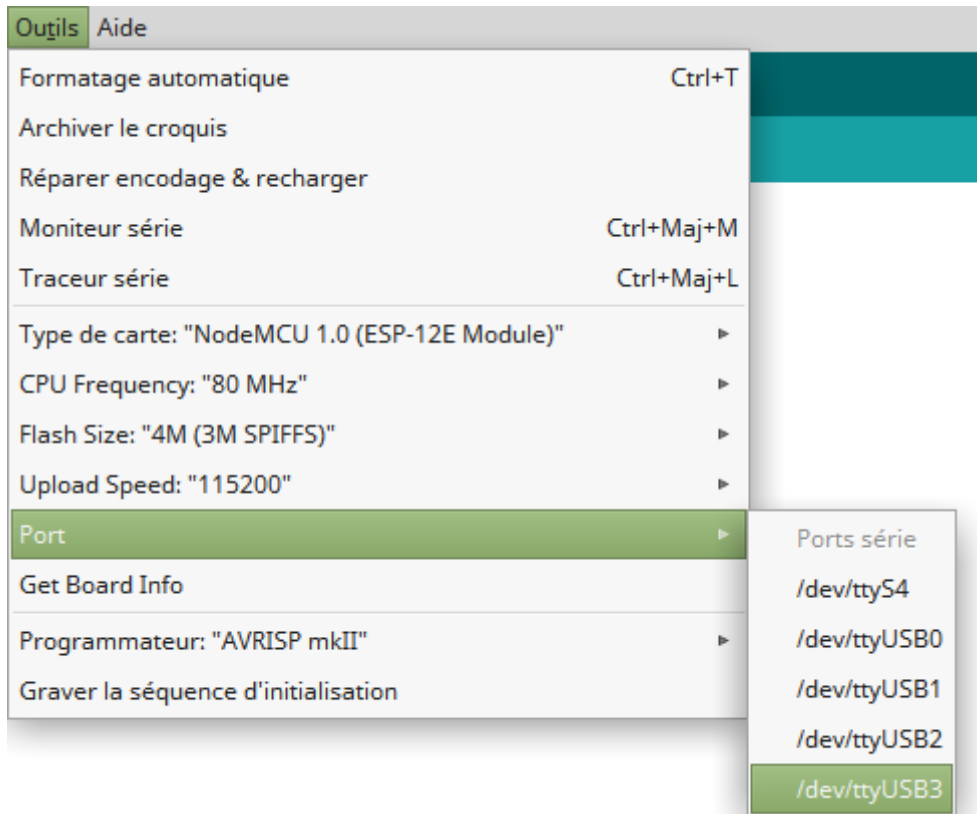 Outils Aide
Formatage automatique Ctrl+T
Archiver le croquis
Réparer encodage & recharger
Moniteur série Ctrl+Maj+M
Traceur série Ctrl+Maj+L
Type de carte: "NodeMCU 1.0 (ESP-12E Module)"
CPU Frequency: "80 MHz"
Flash Size: "4M (3M SPIFFS)"
Upload Speed: "115200"
Port
Get Board Info
Programmateur: "AVRISP mkII"
Graver la séquence d'initialisation
Ports série
/dev/ttyS4
/dev/ttyUSB0
/dev/ttyUSB1
/dev/ttyUSB2
/dev/ttyUSB3